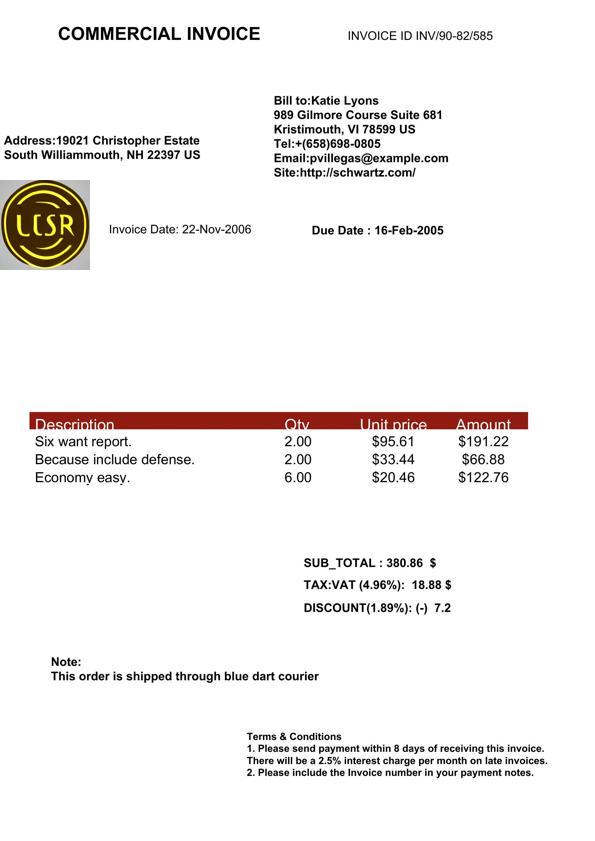 COMMERCIAL INVOICE
INVOICE ID INV/90-82/585
Bill to:Katie Lyons
989 Gilmore Course Suite 681
Kristimouth, VI 78599 US
Tel:+(658)698-0805
Email:pvillegas@example.com
Site:http://schwartz.com/
Address:19021 Christopher Estate
South Williammouth, NH 22397 US
LCSR
Invoice Date: 22-Nov-2006
Due Date : 16-Feb-2005
Description Qty Unit price Amount
Six want report. 2.00 $95.61 $191.22
Because include defense. 2.00 $33.44 $66.88
Economy easy. 6.00 $20.46 $122.76
SUB_TOTAL : 380.86 $
TAX:VAT (4.96%): 18.88 $
DISCOUNT(1.89%): (-) 7.2
Note:
This order is shipped through blue dart courier
Terms & Conditions
1. Please send payment within 8 days of receiving this invoice.
There will be a 2.5% interest charge per month on late invoices.
2. Please include the Invoice number in your payment notes.